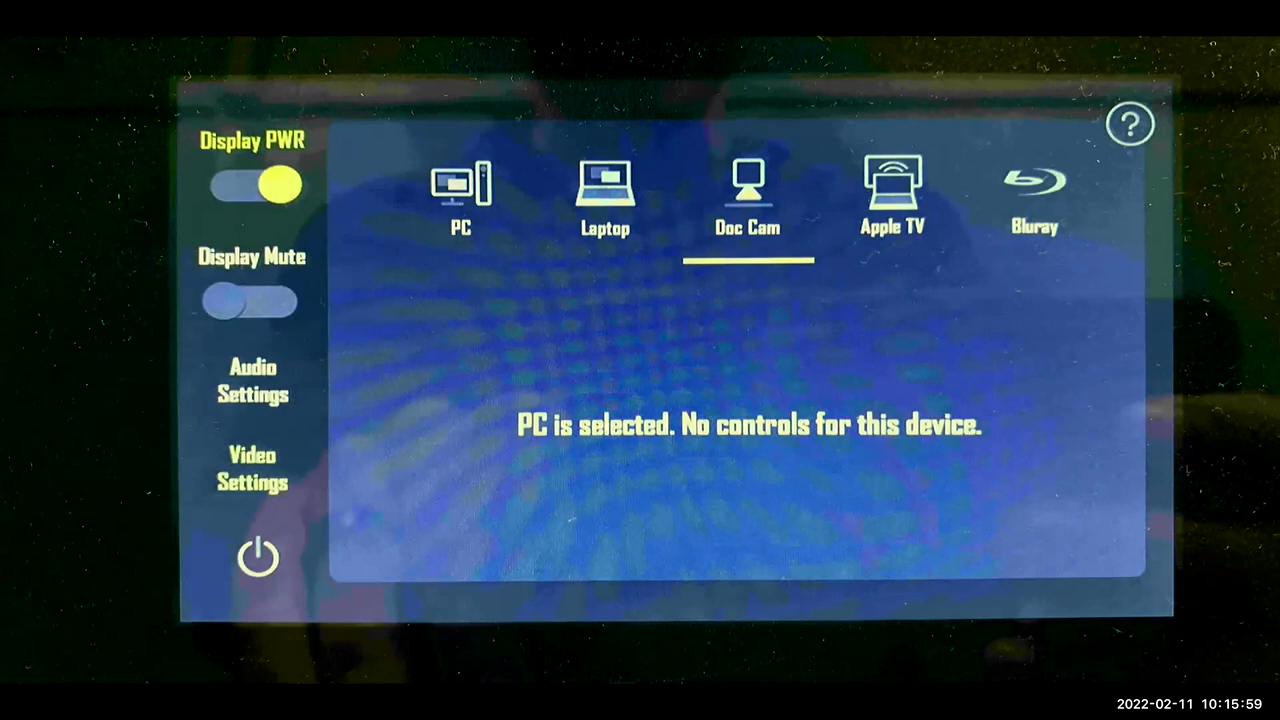 Display PWR
?
PC
Laptop
Doc Cam
Apple TV
Bluray
Display Mute
Audio
Settings
PC is selected. No controls for this device.
Video
Settings
2022-02-11 10:15:59